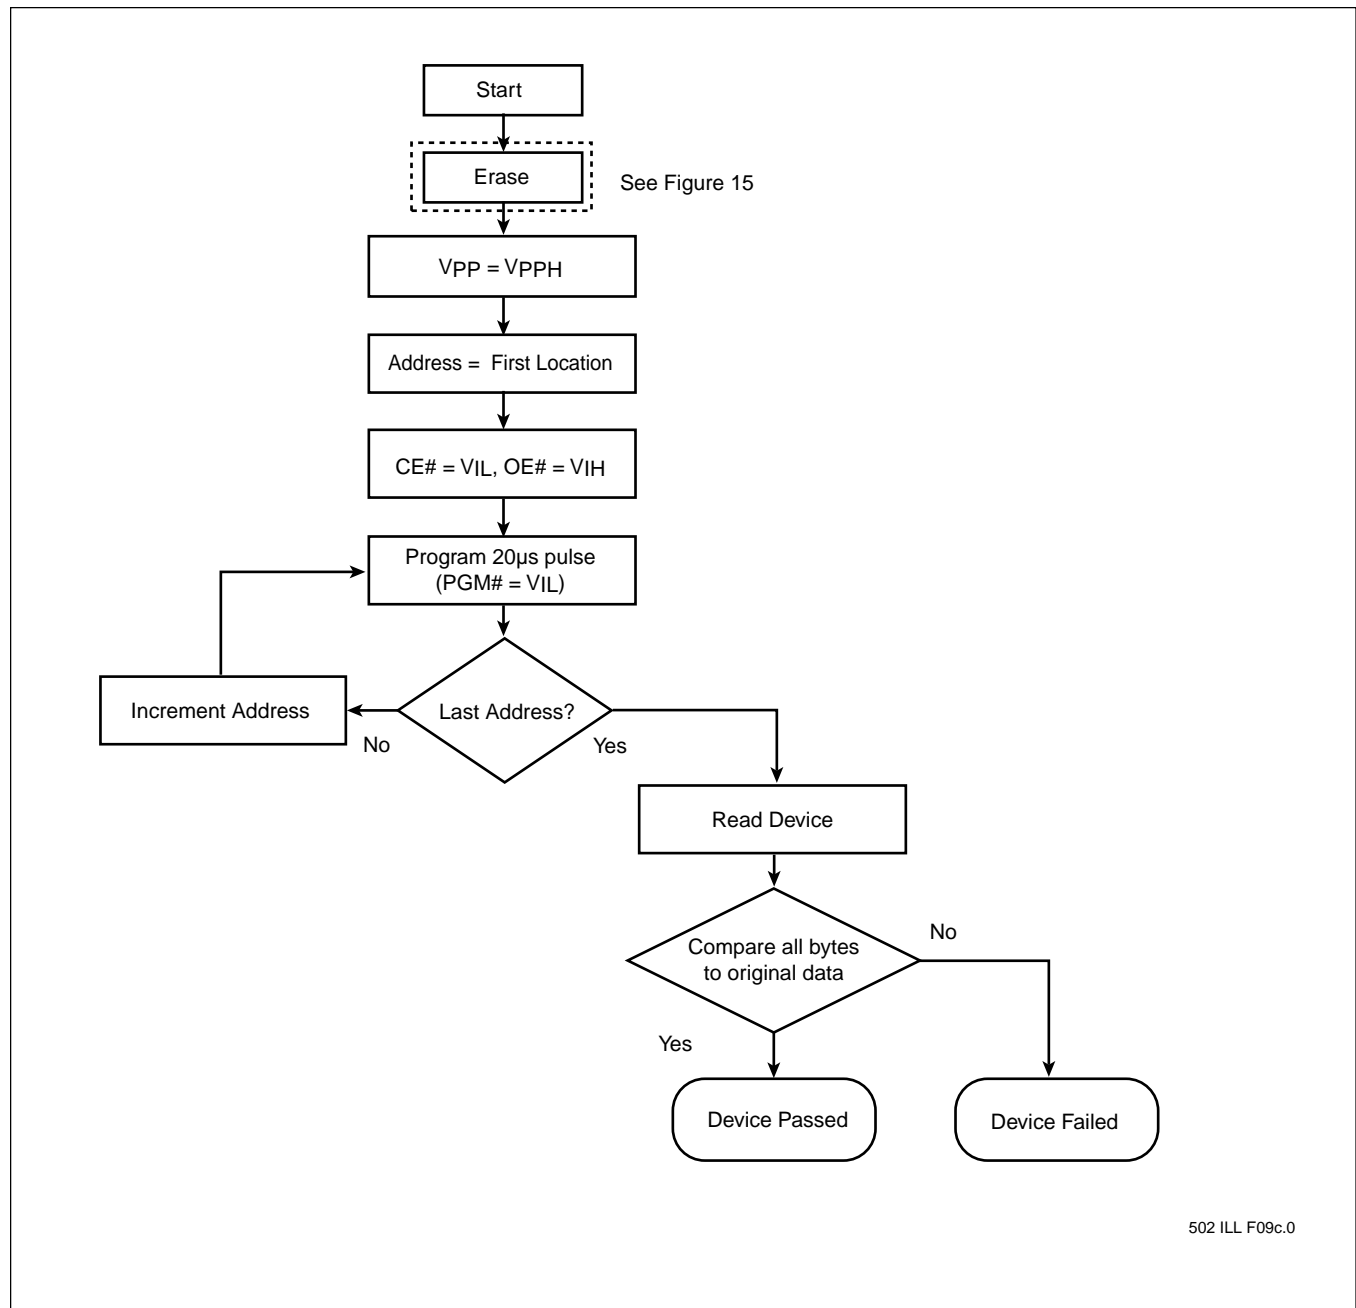 Start
Erase
See Figure 15
VPP = VPPH
Address = First Location
CE# = VIL, OE# = VIH
Program 20µs pulse
(PGM# = VIL)
Increment Address
Last Address?
No
Yes
Read Device
Compare all bytes
to original data
No
Yes
Device Passed
Device Failed
502 ILL F09c.0